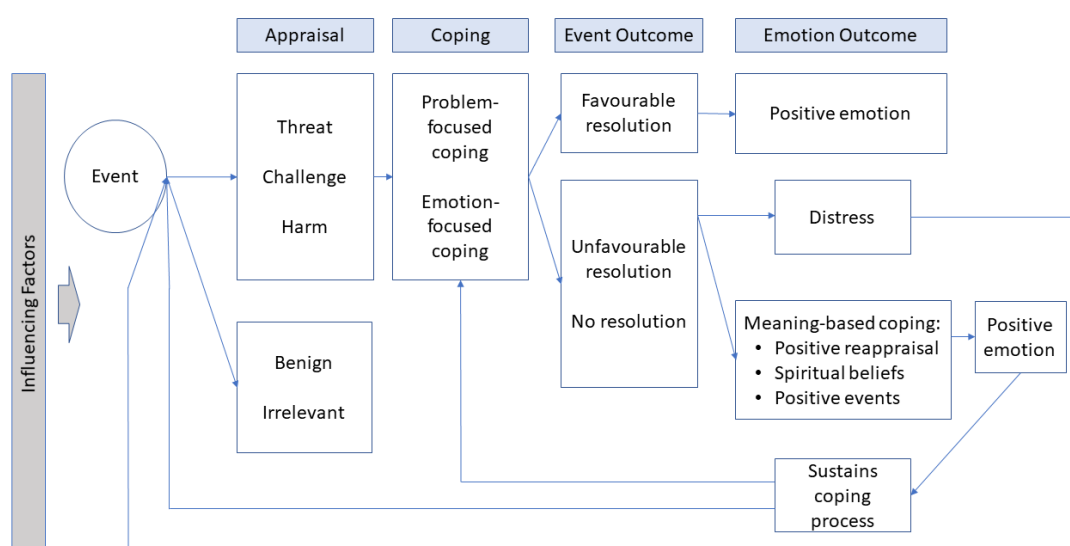 Appraisal
Coping
Event Outcome
Emotion Outcome
Influencing Factors
Event
Threat
Challenge
Harm
Benign
Irrelevant
Problem-
focused
coping
Emotion-
focused
coping
Favourable
resolution
Unfavourable
resolution
No resolution
Positive emotion
Distress
Meaning-based coping:
• Positive reappraisal
• Spiritual beliefs
• Positive events
Positive
emotion
Sustains
coping
process